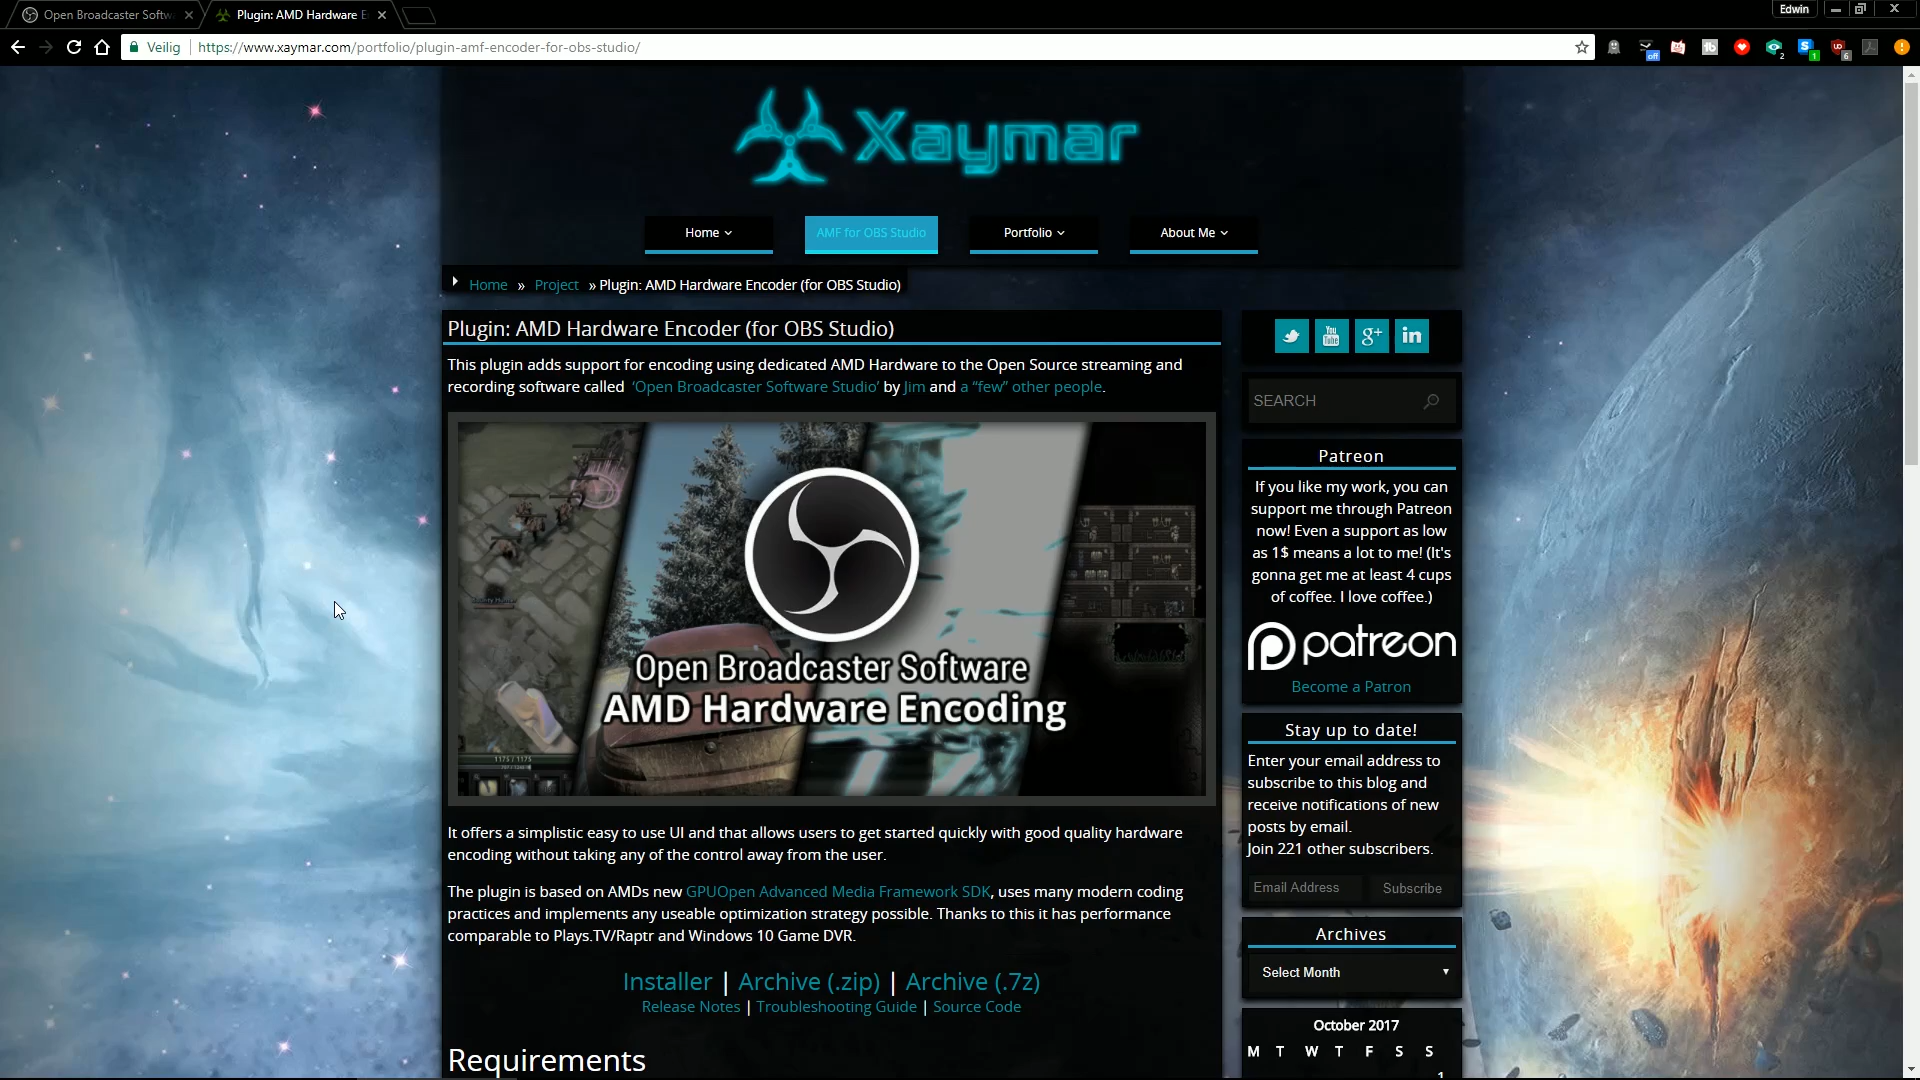 Open Broadcaster Softw
Plugin: AMD Hardware E
Edwin
Veilig
https://www.xaymar.com/portfolio/plugin-amf-encoder-for-obs-studio/
off
2
1
6
Xaymar
Home
AMF for OBS Studio
Portfolio
About Me
Home » Project » Plugin: AMD Hardware Encoder (for OBS Studio)
Plugin: AMD Hardware Encoder (for OBS Studio)
This plugin adds support for encoding using dedicated AMD Hardware to the Open Source streaming and
recording software called ‘Open Broadcaster Software Studio’ by Jim and a “few” other people.
1175 / 1175
Open Broadcaster Software
AMD Hardware Encoding
It offers a simplistic easy to use UI and that allows users to get started quickly with good quality hardware
encoding without taking any of the control away from the user.
The plugin is based on AMDs new GPUOpen Advanced Media Framework SDK, uses many modern coding
practices and implements any useable optimization strategy possible. Thanks to this it has performance
comparable to Plays.TV/Raptr and Windows 10 Game DVR.
Installer | Archive (.zip) | Archive (.7z)
Release Notes | Troubleshooting Guide | Source Code
Requirements
You Tube
g+
in
SEARCH
Patreon
If you like my work, you can
support me through Patreon
now! Even a support as low
as 1$ means a lot to me! (It's
gonna get me at least 4 cups
of coffee. I love coffee.)
patreon
Become a Patron
Stay up to date!
Enter your email address to
subscribe to this blog and
receive notifications of new
posts by email.
Join 221 other subscribers.
Email Address
Subscribe
Archives
Select Month
October 2017
M T W T F S S
1